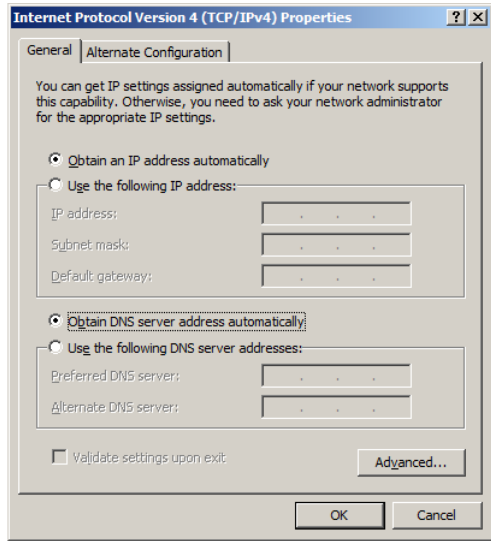 Internet Protocol Version 4 (TCP/IPv4) Properties
General
Alternate Configuration
You can get IP settings assigned automatically if your network supports
this capability. Otherwise, you need to ask your network administrator
for the appropriate IP settings.
Obtain an IP address automatically
Use the following IP address:
IP address:
Subnet mask:
Default gateway:
Obtain DNS server address automatically
Use the following DNS server addresses:
Preferred DNS server:
Alternate DNS server:
Validate settings upon exit
Advanced...
OK
Cancel